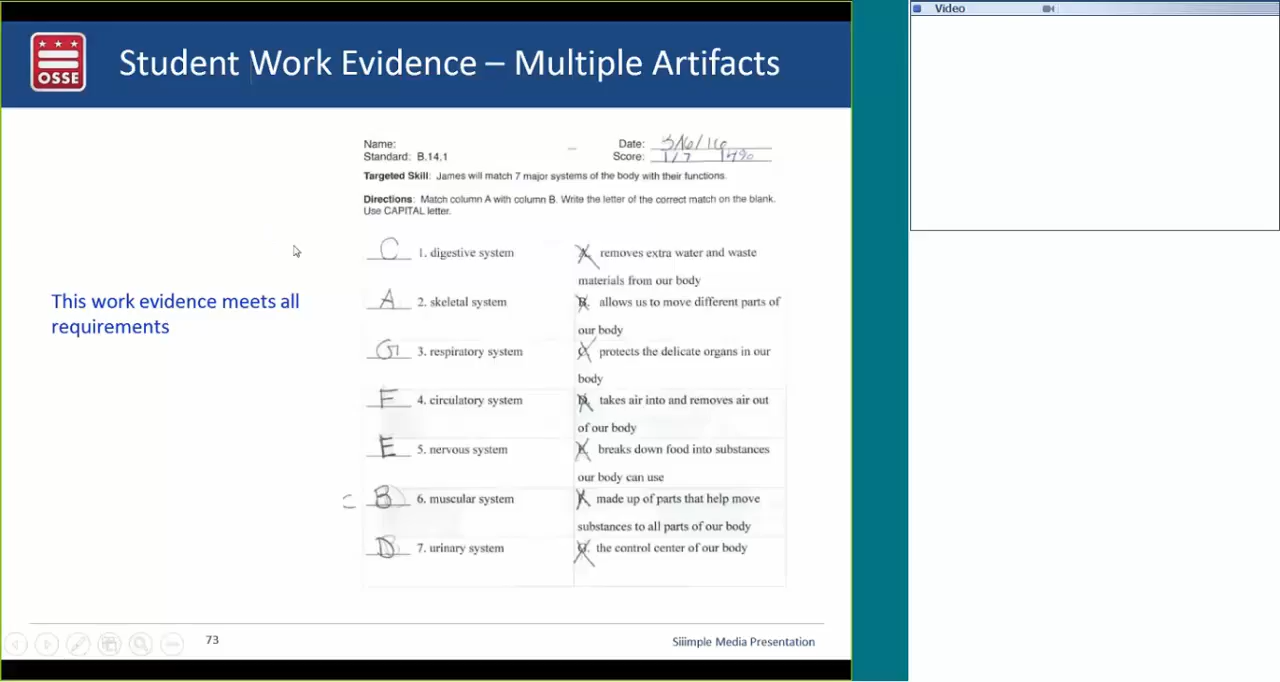 Video
OSSE
Student Work Evidence – Multiple Artifacts
Name:
Date: 3/16/16
Standard: B.14.1
Score: 1/7 14%
Targeted Skill: James will match 7 major systems of the body with their functions.
Directions: Match column A with column B. Write the letter of the correct match on the blank.
Use CAPITAL letter.
C 1. digestive system
A. removes extra water and waste
materials from our body
A 2. skeletal system
B. allows us to move different parts of
our body
G 3. respiratory system
C. protects the delicate organs in our
body
F 4. circulatory system
D. takes air into and removes air out
of our body
E 5. nervous system
breaks down food into substances
our body can use
B 6. muscular system
made up of parts that help move
substances to all parts of our body
D 7. urinary system
G. the control center of our body
This work evidence meets all
requirements
73
Siiimple Media Presentation